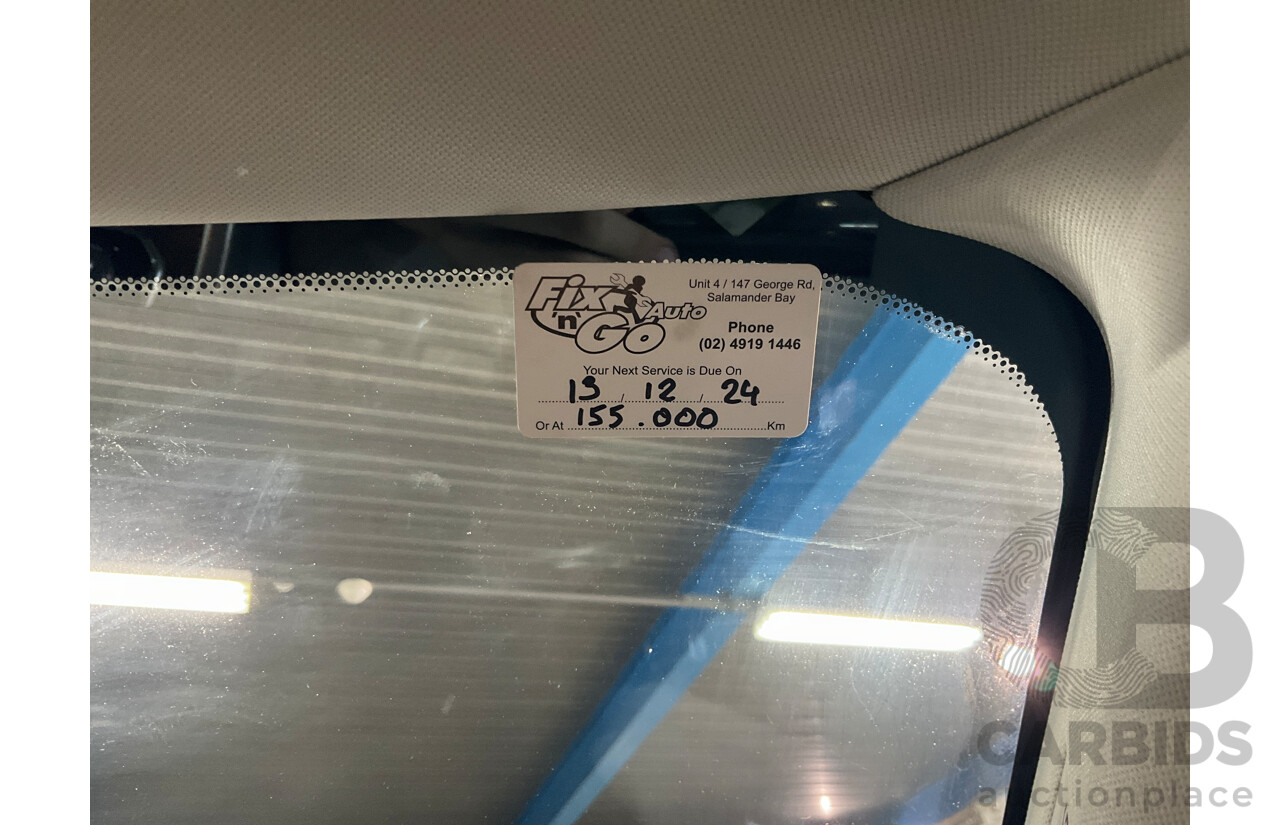 Fix 'n' Go Auto
Unit 4 / 147 George Rd,
Salamander Bay
Phone
(02) 4919 1446
Your Next Service is Due On
13 / 12 / 24
Or At 155.000 Km
CB
CARBIDS
auctionplace